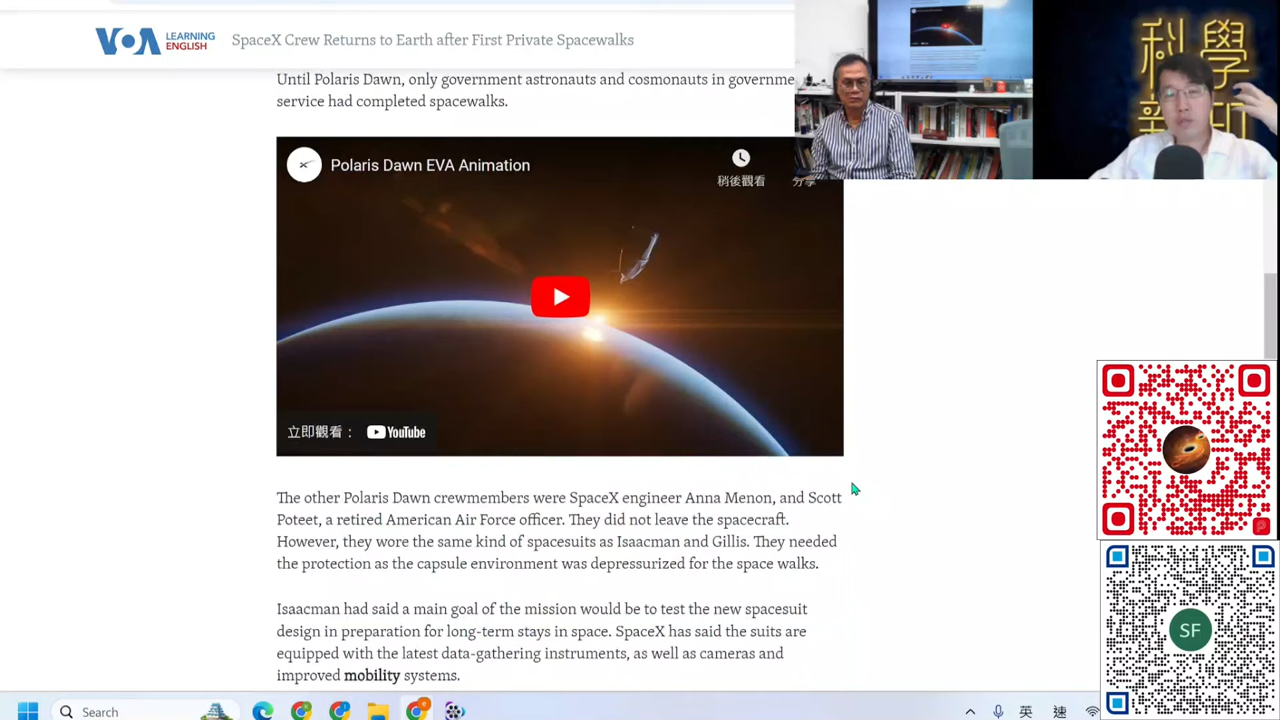 VOA LEARNING ENGLISH
SpaceX Crew Returns to Earth after First Private Spacewalks
Until Polaris Dawn, only government astronauts and cosmonauts in governme
service had completed spacewalks.
Polaris Dawn EVA Animation
稍後觀看
分享
立即觀看：
YouTube
The other Polaris Dawn crewmembers were SpaceX engineer Anna Menon, and Scott
Poteet, a retired American Air Force officer. They did not leave the spacecraft.
However, they wore the same kind of spacesuits as Isaacman and Gillis. They needed
the protection as the capsule environment was depressurized for the space walks.
Isaacman had said a main goal of the mission would be to test the new spacesuit
design in preparation for long-term stays in space. SpaceX has said the suits are
equipped with the latest data gathering instruments, as well as cameras and
improved mobility systems.
科學
SF
Search
英
速